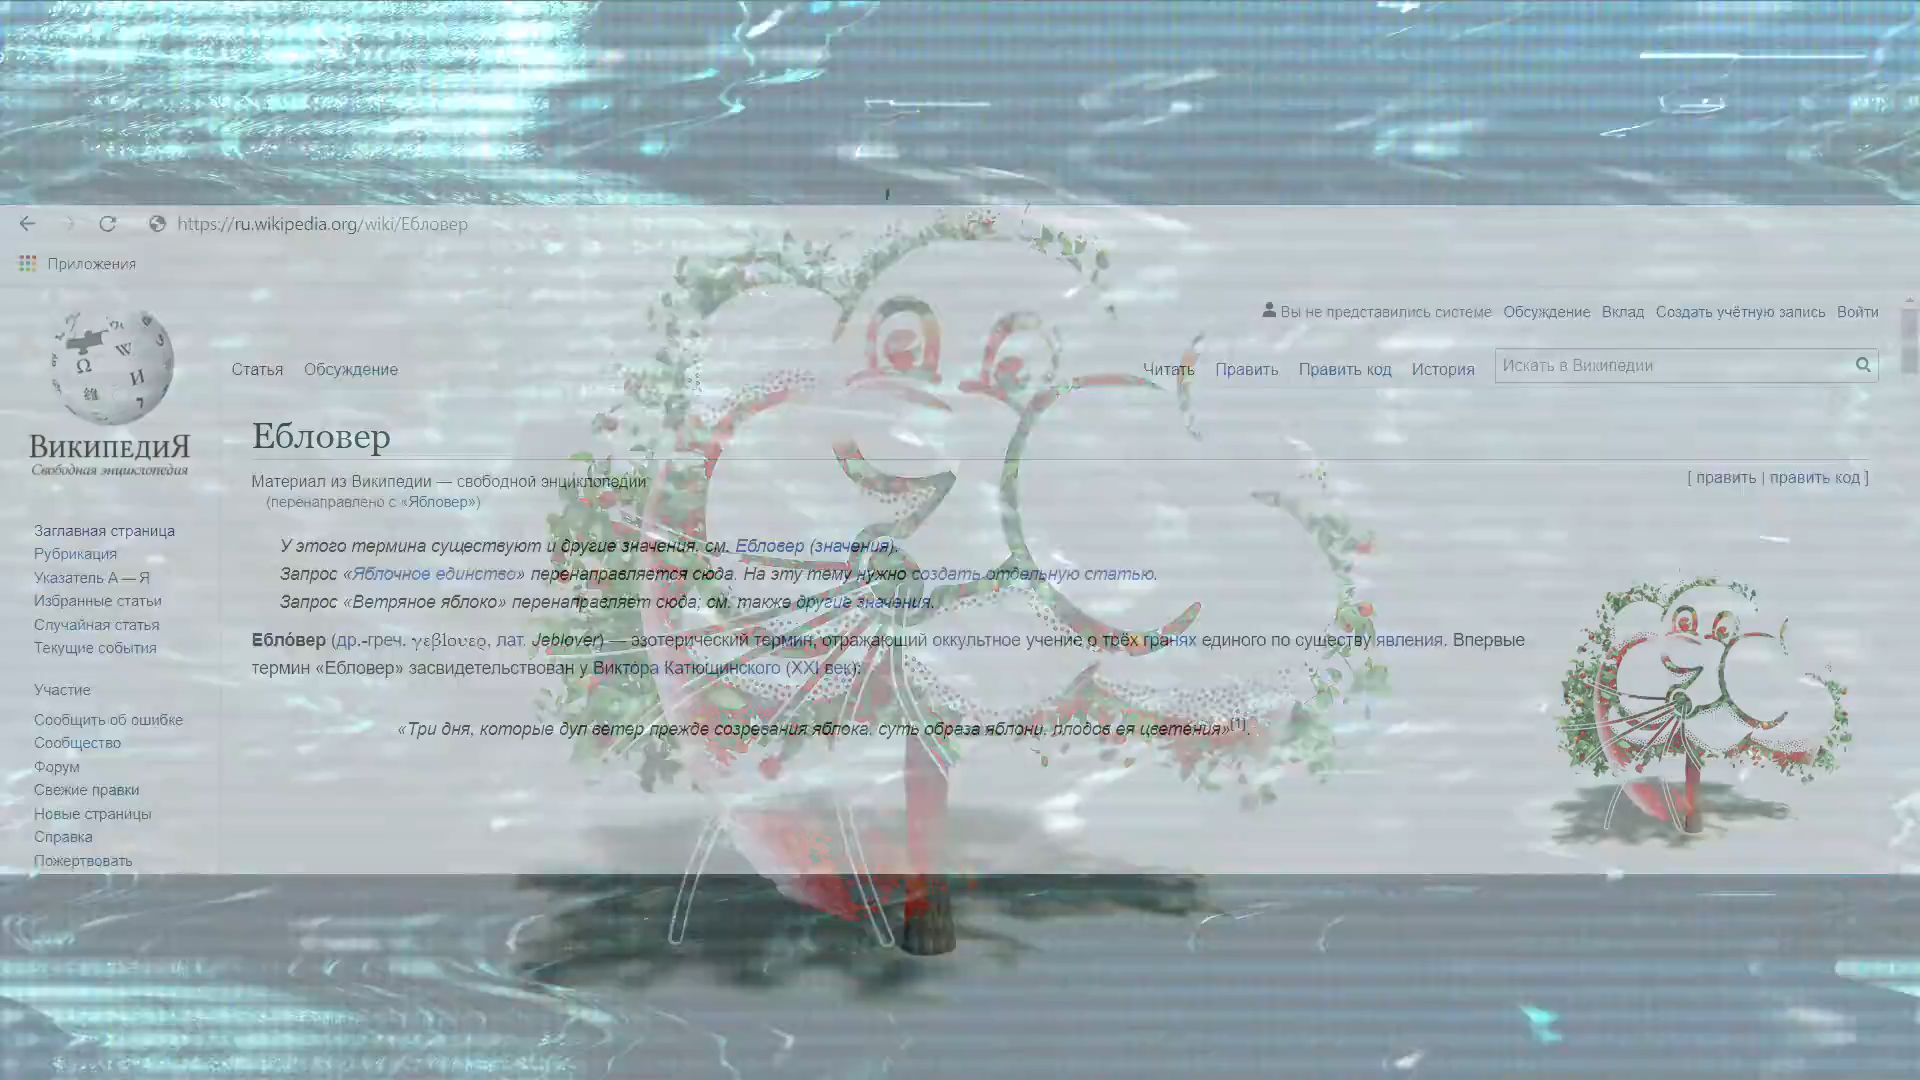 https://ru.wikipedia.org/wiki/Ебловер
Приложения
Вы не представились системе Обсуждение Вклад Создать учётную запись Войти
Статья Обсуждение
Читать Править Править код История Искать в Википедии
ВикипедиЯ
Свободная энциклопедия
Ебловер
Материал из Википедии — свободной энциклопедии
[ править | править код ]
(перенаправлено с «Ябловер»)
Заглавная страница
Рубрикация
Указатель А — Я
Избранные статьи
Случайная статья
Текущие события
Участие
Сообщить об ошибке
Сообщество
Форум
Свежие правки
Новые страницы
Справка
Пожертвовать
У этого термина существуют и другие значения, см. Ебловер (значения).
Запрос «Яблочное единство» перенаправляется сюда. На эту тему нужно создать отдельную статью.
Запрос «Ветряное яблоко» перенаправляет сюда; см. также другие значения.
Ебло́вер (др.-греч. γεβlουεϱ, лат. Jeblover) — эзотерический термин, отражающий оккультное учение о трёх гранях единого по существу явления. Впервые
термин «Ебловер» засвидетельствован у Виктора Катющинского (XXI век):
«Три дня, которые дул ветер прежде созревания яблока, суть образа яблони, плодов ея цветения»[1].